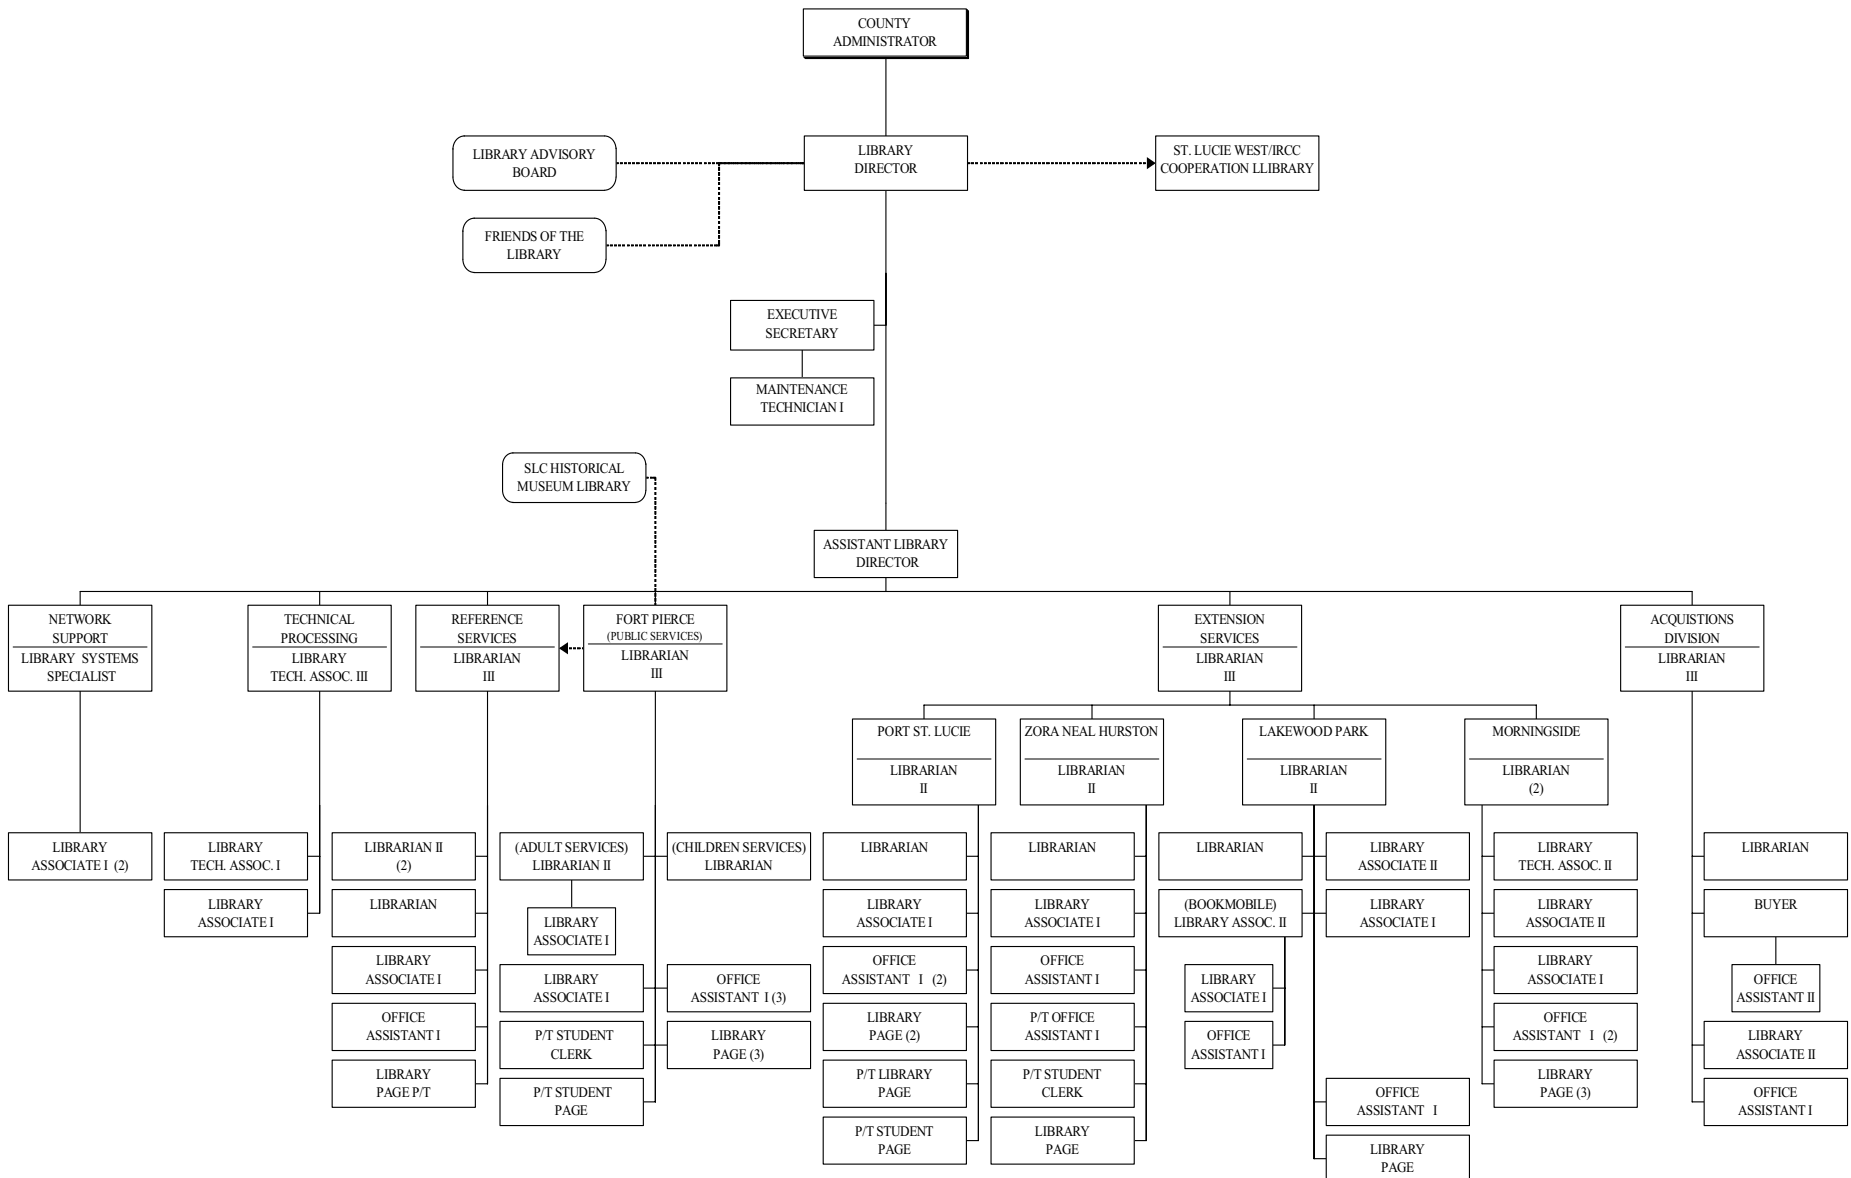 COUNTY
ADMINISTRATOR
LIBRARY ADVISORY
BOARD
LIBRARY
DIRECTOR
ST. LUCIE WEST/IRCC
COOPERATION LLIBRARY
FRIENDS OF THE
LIBRARY
EXECUTIVE
SECRETARY
MAINTENANCE
TECHNICIAN I
SLC HISTORICAL
MUSEUM LIBRARY
ASSISTANT LIBRARY
DIRECTOR
NETWORK
SUPPORT
LIBRARY SYSTEMS
SPECIALIST
TECHNICAL
PROCESSING
LIBRARY
TECH. ASSOC. III
REFERENCE
SERVICES
LIBRARIAN
III
FORT PIERCE
(PUBLIC SERVICES)
LIBRARIAN
III
EXTENSION
SERVICES
LIBRARIAN
III
ACQUISTIONS
DIVISION
LIBRARIAN
III
PORT ST. LUCIE
LIBRARIAN
II
ZORA NEAL HURSTON
LIBRARIAN
II
LAKEWOOD PARK
LIBRARIAN
II
MORNINGSIDE
LIBRARIAN
(2)
LIBRARY
ASSOCIATE I (2)
LIBRARY
TECH. ASSOC. I
LIBRARY
ASSOCIATE I
LIBRARIAN II
(2)
LIBRARIAN
LIBRARY
ASSOCIATE I
OFFICE
ASSISTANT I
LIBRARY
PAGE P/T
(ADULT SERVICES)
LIBRARIAN II
LIBRARY
ASSOCIATE I
LIBRARY
ASSOCIATE I
P/T STUDENT
CLERK
P/T STUDENT
PAGE
(CHILDREN SERVICES)
LIBRARIAN
OFFICE
ASSISTANT I (3)
LIBRARY
PAGE (3)
LIBRARIAN
LIBRARY
ASSOCIATE I
OFFICE
ASSISTANT I (2)
LIBRARY
PAGE (2)
P/T LIBRARY
PAGE
P/T STUDENT
PAGE
LIBRARIAN
LIBRARY
ASSOCIATE I
OFFICE
ASSISTANT I
P/T OFFICE
ASSISTANT I
P/T STUDENT
CLERK
LIBRARY
PAGE
LIBRARIAN
(BOOKMOBILE)
LIBRARY ASSOC. II
LIBRARY
ASSOCIATE I
OFFICE
ASSISTANT I
LIBRARY
ASSOCIATE II
LIBRARY
ASSOCIATE I
OFFICE
ASSISTANT I
LIBRARY
PAGE
LIBRARY
TECH. ASSOC. II
LIBRARY
ASSOCIATE II
LIBRARY
ASSOCIATE I
OFFICE
ASSISTANT I (2)
LIBRARY
PAGE (3)
LIBRARIAN
BUYER
OFFICE
ASSISTANT II
LIBRARY
ASSOCIATE II
OFFICE
ASSISTANT I